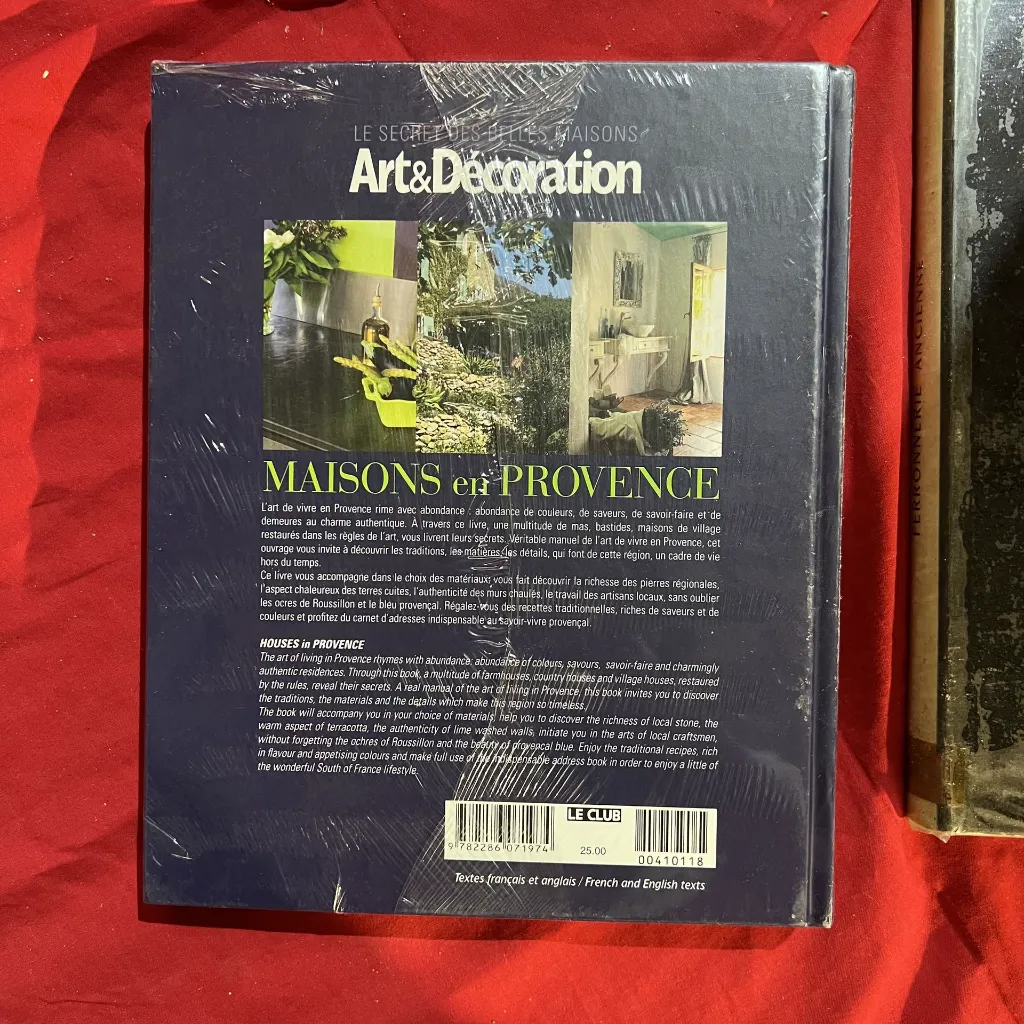 LE SECRET DES BELLES MAISONS
Art&Décoration
MAISONS en PROVENCE
L'art de vivre en Provence rime avec abondance : abondance de couleurs, de saveurs, de savoir-faire et de
demeures au charme authentique. À travers ce livre, une multitude de mas, bastides, maisons de village
restaurés dans les règles de l'art, vous livrent leurs secrets. Véritable manuel de l'art de vivre en Provence, cet
ouvrage vous invite à découvrir les traditions, les matières, les détails, qui font de cette région, un cadre de vie
hors du temps.
Ce livre vous accompagne dans le choix des matériaux, vous fait découvrir la richesse des pierres régionales,
l'aspect chaleureux des terres cuites, l'authenticité des murs chaulés, le travail des artisans locaux, sans oublier
les ocres de Roussillon et le bleu provençal. Régalez-vous des recettes traditionnelles, riches de saveurs et de
couleurs et profitez du carnet d'adresses indispensable au savoir-vivre provençal.
HOUSES in PROVENCE
The art of living in Provence rhymes with abundance: abundance of colours, savours, savoir-faire and charmingly
authentic residences. Through this book, a multitude of farmhouses, country houses and village houses, restaured
by the rules, reveal their secrets. A real manual of the art of living in Provence, this book invites you to discover
the traditions, the materials and the details which make this region so timeless.
The book will accompany you in your choice of materials, help you to discover the richness of local stone, the
warm aspect of terracotta, the authenticity of lime washed walls, initiate you in the arts of local craftsmen,
without forgetting the ochres of Roussillon and the beauty of provencal blue. Enjoy the traditional recipes, rich
in flavour and appetising colours and make full use of the indispensable address book in order to enjoy a little of
the wonderful South of France lifestyle.
LE CLUB
9 782286 071974
25.00
00410118
Textes français et anglais / French and English texts
FERRONNERIE ANCIENNE